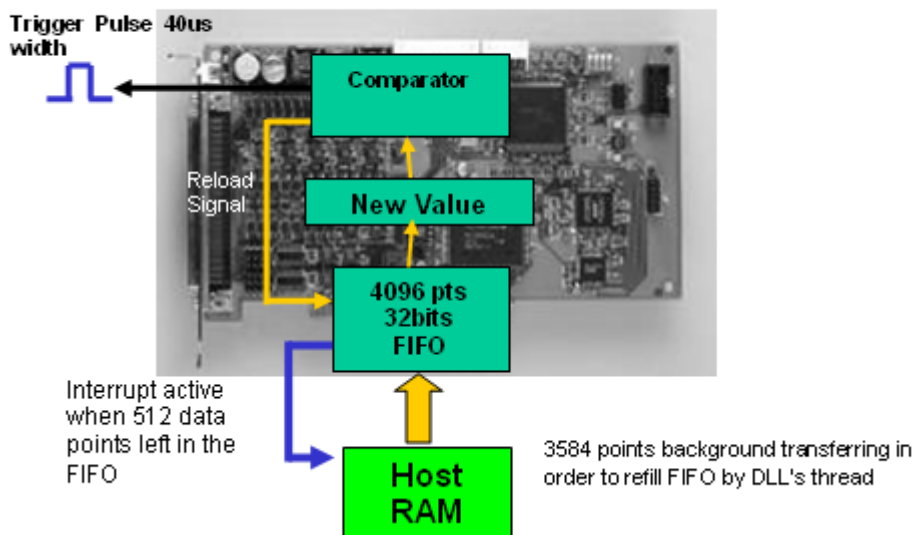 Trigger Pulse 40us
width
Comparator
Reload
Signal
New Value
4096 pts
32bits
FIFO
Interrupt active
when 512 data
points left in the
FIFO
Host
RAM
3584 points background transferring in
order to refill FIFO by DLL's thread